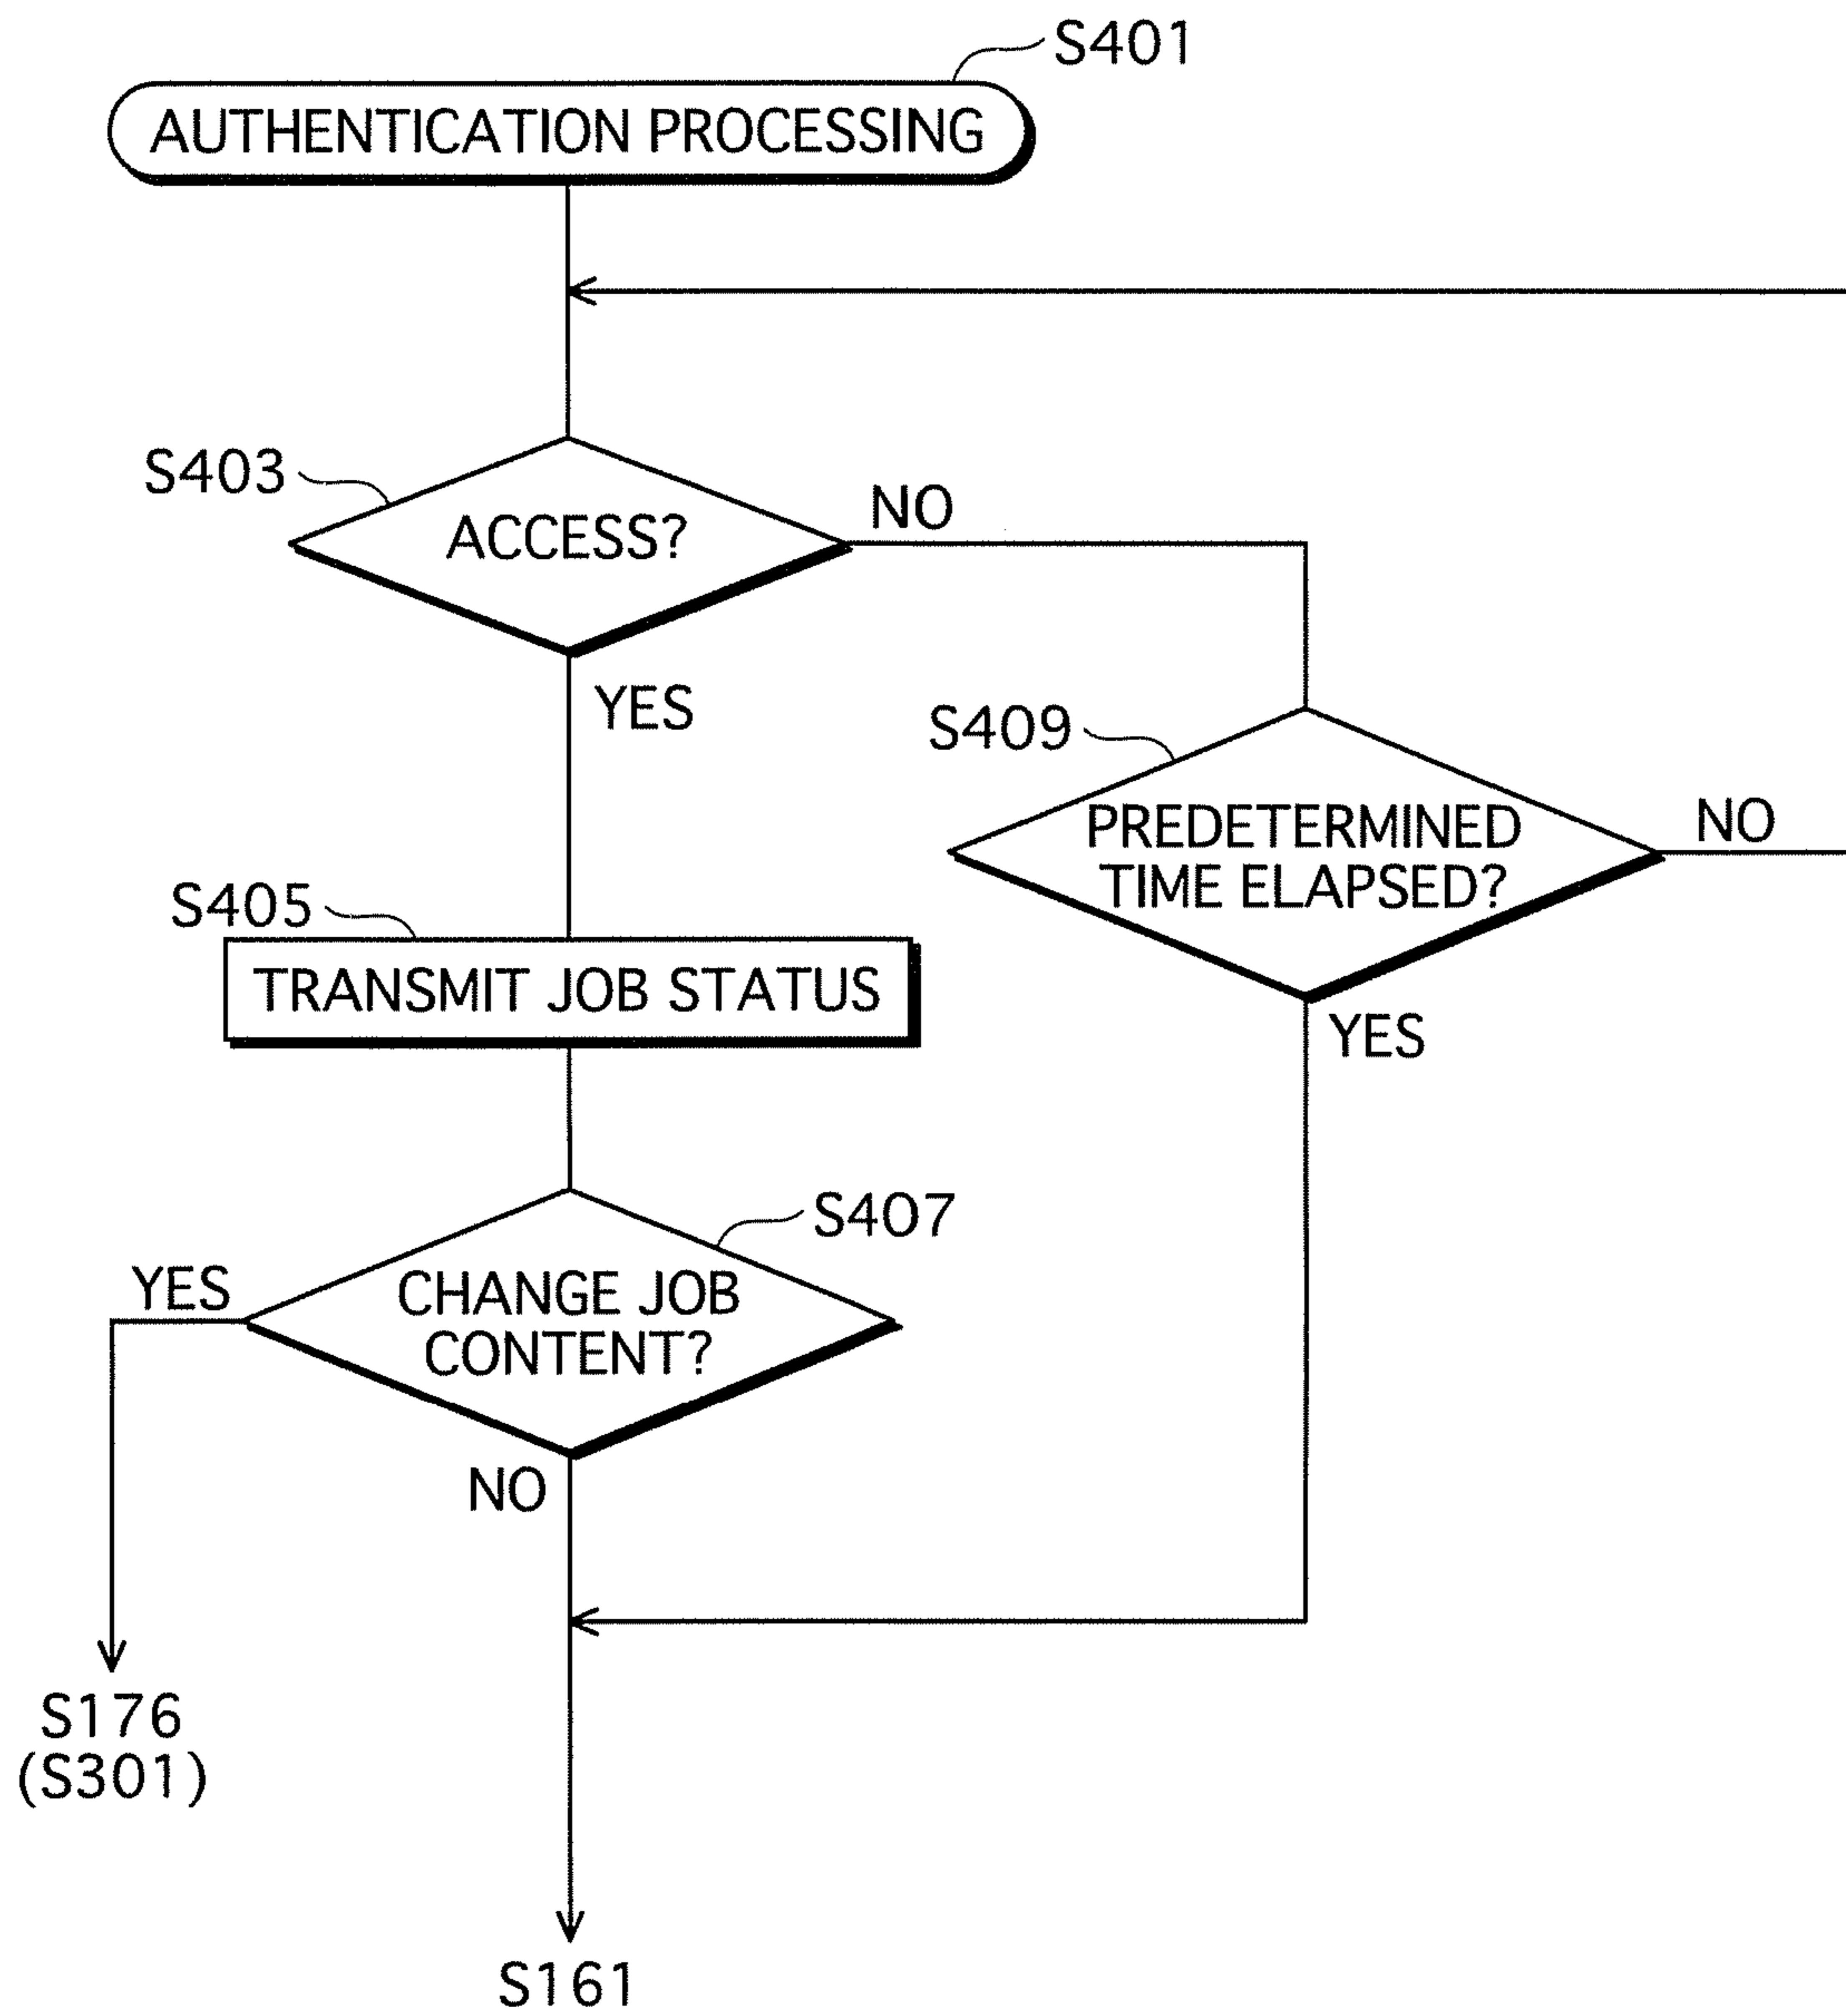 S401
AUTHENTICATION PROCESSING
S403
ACCESS?
NO
YES
S409
PREDETERMINED
TIME ELAPSED?
NO
YES
S405
TRANSMIT JOB STATUS
S407
CHANGE JOB
CONTENT?
YES
NO
S176
(S301)
S161